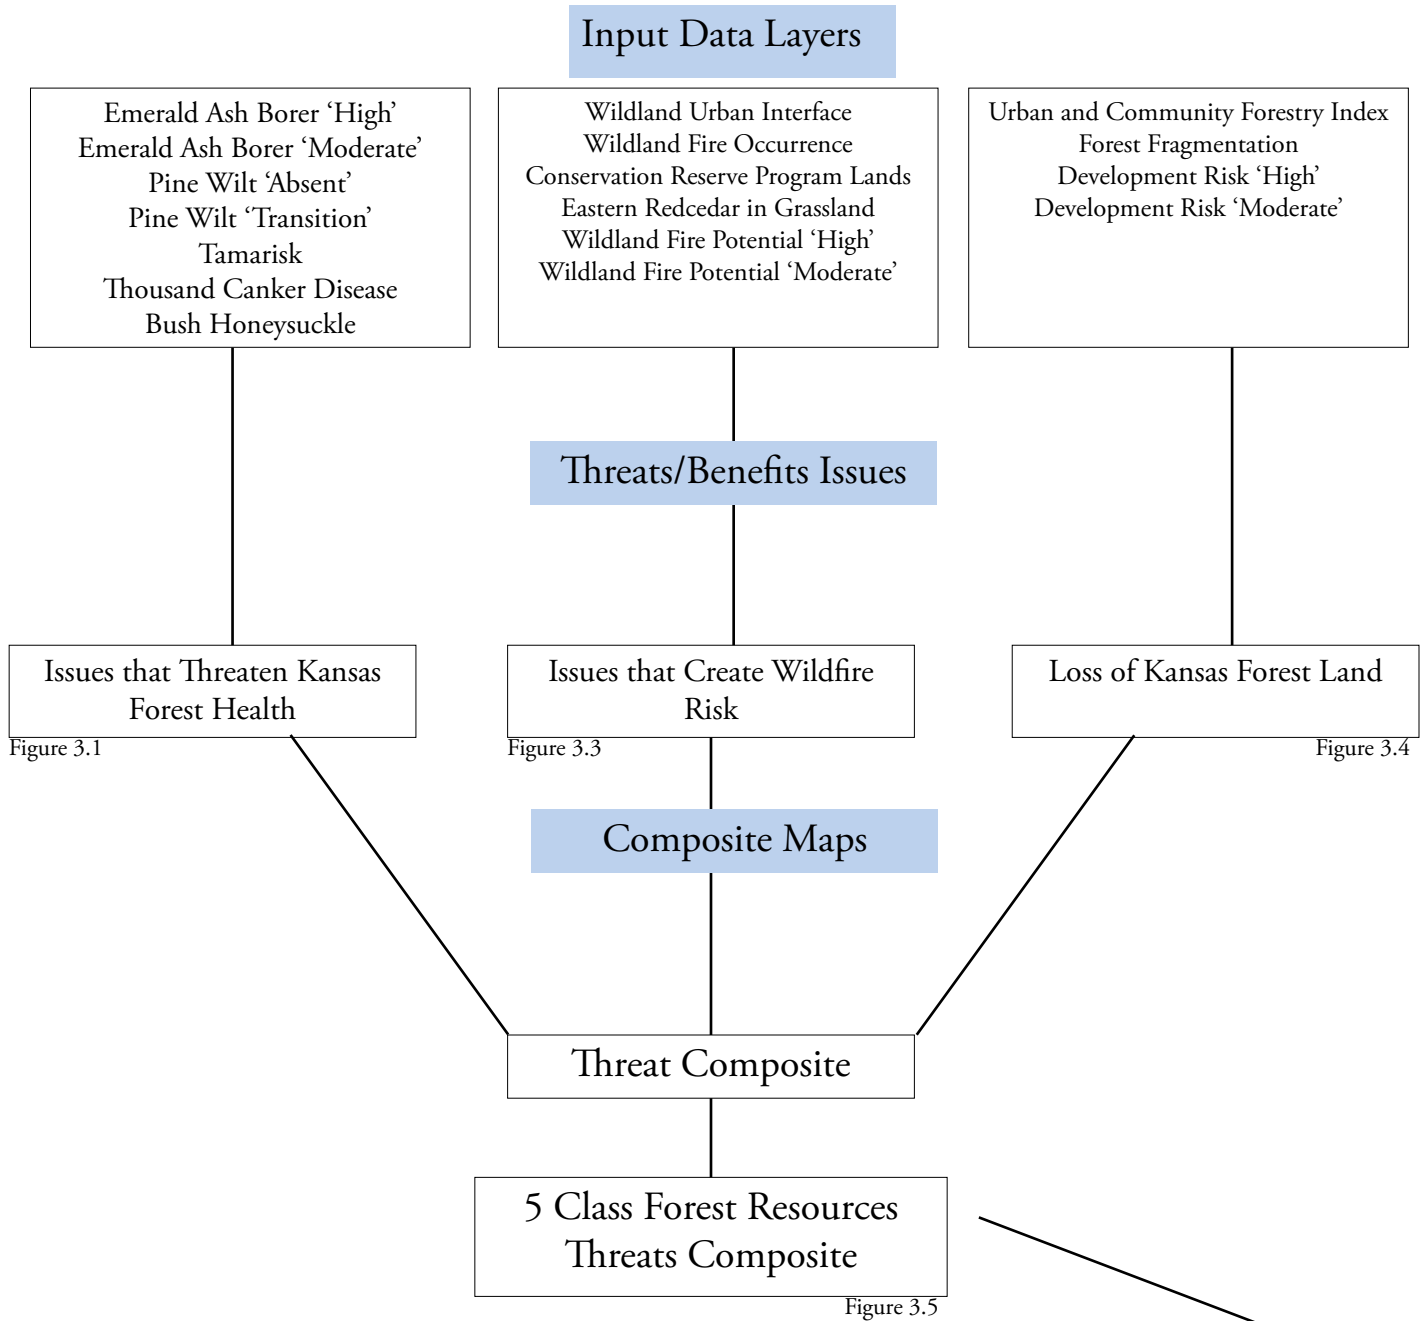 Input Data Layers
Emerald Ash Borer ‘High’
Emerald Ash Borer ‘Moderate’
Pine Wilt ‘Absent’
Pine Wilt ‘Transition’
Tamarisk
Thousand Canker Disease
Bush Honeysuckle
Wildland Urban Interface
Wildland Fire Occurrence
Conservation Reserve Program Lands
Eastern Redcedar in Grassland
Wildland Fire Potential ‘High’
Wildland Fire Potential ‘Moderate’
Urban and Community Forestry Index
Forest Fragmentation
Development Risk ‘High’
Development Risk ‘Moderate’
Threats/Benefits Issues
Issues that Threaten Kansas
Forest Health
Figure 3.1
Issues that Create Wildfire
Risk
Figure 3.3
Loss of Kansas Forest Land
Figure 3.4
Composite Maps
Threat Composite
5 Class Forest Resources
Threats Composite
Figure 3.5